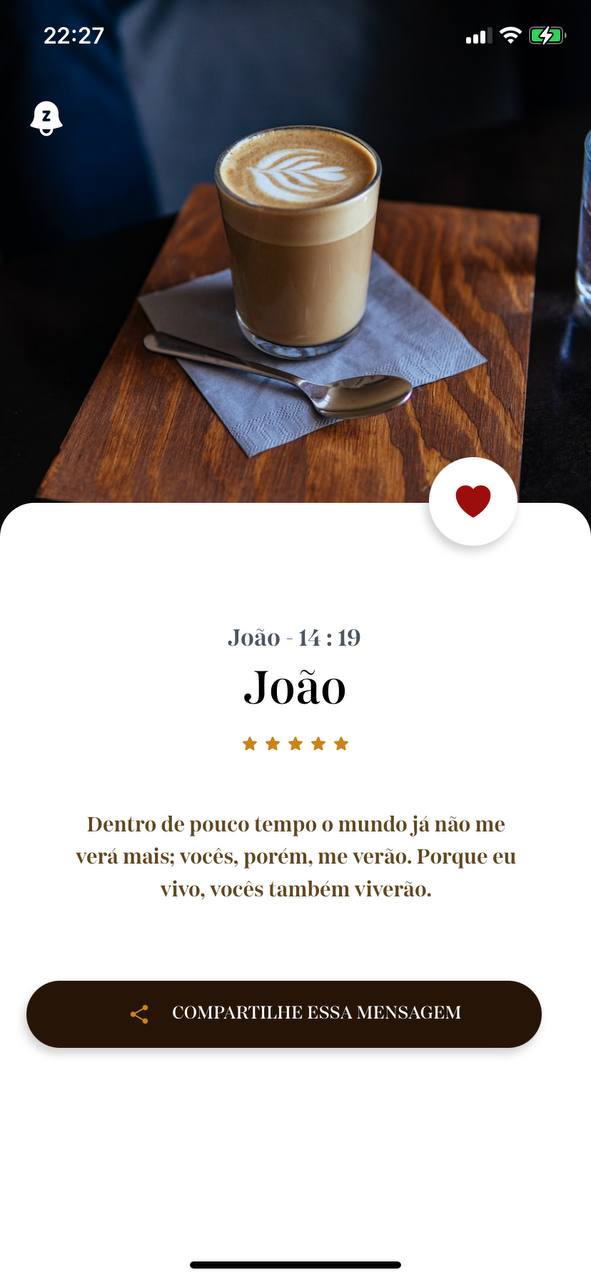 22:27
z
João - 14 : 19
João
Dentro de pouco tempo o mundo já não me
verá mais; vocês, porém, me verão. Porque eu
vivo, vocês também viverão.
COMPARTILHE ESSA MENSAGEM